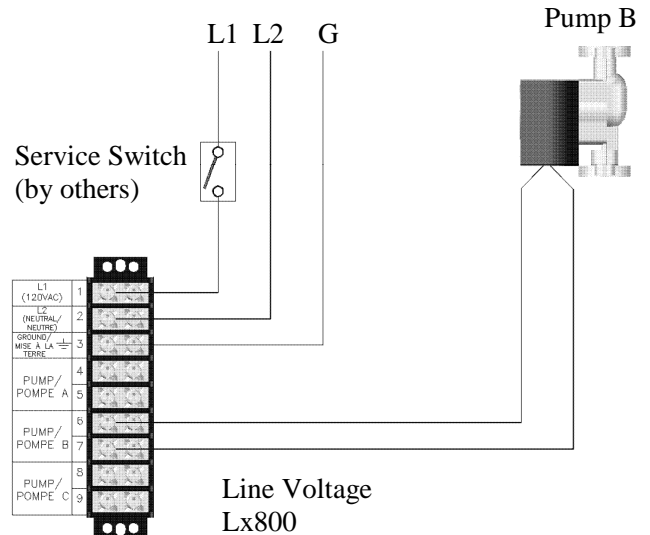 Pump B
L1 L2 G
Service Switch
(by others)
L1
(120VAC)
1
L2
(NEUTRAL/
NEUTRE)
2
GROUND/
MISE À LA
TERRE
3
PUMP/
POMPE A
4
5
PUMP/
POMPE B
6
7
PUMP/
POMPE C
8
9
Line Voltage
Lx800